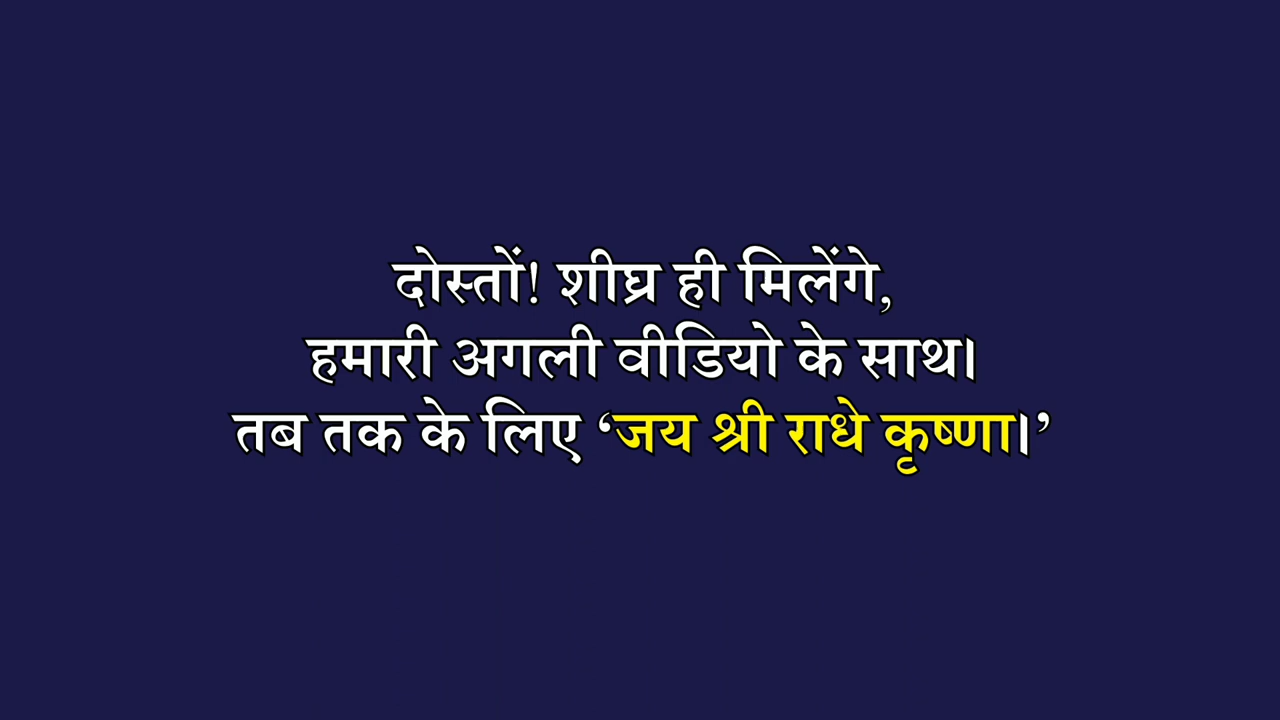 दोस्तों! शीघ्र ही मिलेंगे,
हमारी अगली वीडियो के साथ।
तब तक के लिए ‘जय श्री राधे कृष्णा।’